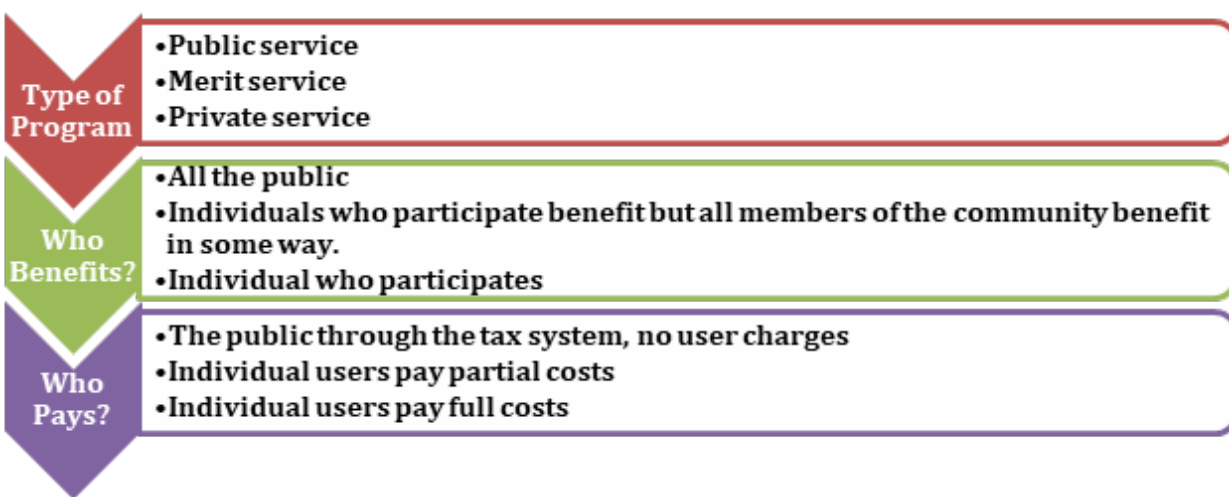 Type of
Program
•Public service
•Merit service
•Private service
Who
Benefits?
•All the public
•Individuals who participate benefit but all members of the community benefit
in some way.
•Individual who participates
Who
Pays?
•The public through the tax system, no user charges
•Individual users pay partial costs
•Individual users pay full costs